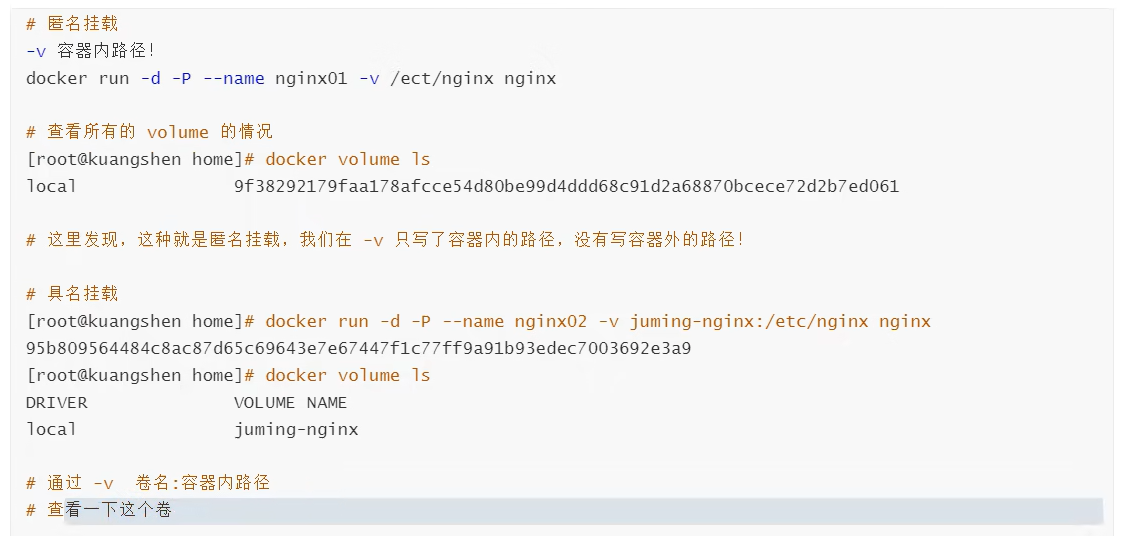 # 匿名挂载
-v 容器内路径!
docker run -d -P --name nginx01 -v /ect/nginx nginx
# 查看所有的 volume 的情况
[root@kuangshen home]# docker volume ls
local 9f38292179faa178afcce54d80be99d4ddd68c91d2a68870bcece72d2b7ed061
# 这里发现，这种就是匿名挂载，我们在 -v 只写了容器内的路径，没有写容器外的路径!
# 具名挂载
[root@kuangshen home]# docker run -d -P --name nginx02 -v juming-nginx:/etc/nginx nginx
95b809564484c8ac87d65c69643e7e67447f1c77ff9a91b93edec7003692e3a9
[root@kuangshen home]# docker volume ls
DRIVER VOLUME NAME
local juming-nginx
# 通过 -v 卷名:容器内路径
# 查看一下这个卷